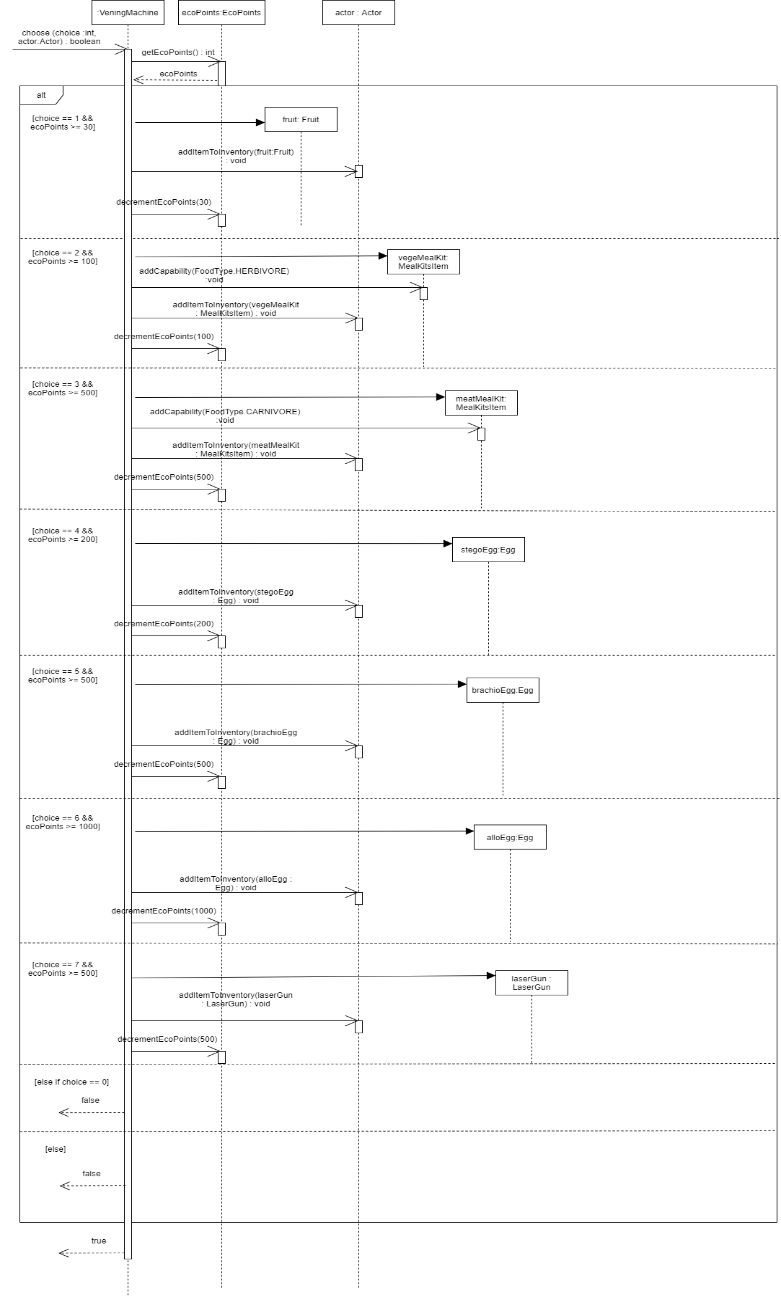 :VeningMachine
ecoPoints:EcoPoints
actor : Actor
choose (choice :int,
actor:Actor) : boolean
getEcoPoints() : int
ecoPoints
alt
[choice == 1 &&
ecoPoints >= 30]
fruit: Fruit
addItemToInventory(fruit:Fruit)
: void
decrementEcoPoints(30)
[choice == 2 &&
ecoPoints >= 100]
vegeMealKit:
MealKitsItem
addCapability(FoodType.HERBIVORE)
:void
addItemToInventory(vegeMealKit
: MealKitsItem) : void
decrementEcoPoints(100)
[choice == 3 &&
ecoPoints >= 500]
meatMealKit:
MealKitsItem
addCapability(FoodType.CARNIVORE)
:void
addItemToInventory(meatMealKit
: MealKitsItem) : void
decrementEcoPoints(500)
[choice == 4 &&
ecoPoints >= 200]
stegoEgg:Egg
addItemToInventory(stegoEgg
: Egg) : void
decrementEcoPoints(200)
[choice == 5 &&
ecoPoints >= 500]
brachioEgg:Egg
addItemToInventory(brachioEgg
: Egg) : void
decrementEcoPoints(500)
[choice == 6 &&
ecoPoints >= 1000]
alloEgg:Egg
addItemToInventory(alloEgg :
Egg) : void
decrementEcoPoints(1000)
[choice == 7 &&
ecoPoints >= 500]
laserGun :
LaserGun
addItemToInventory(laserGun
: LaserGun) : void
decrementEcoPoints(500)
[else if choice == 0]
false
[else]
false
true